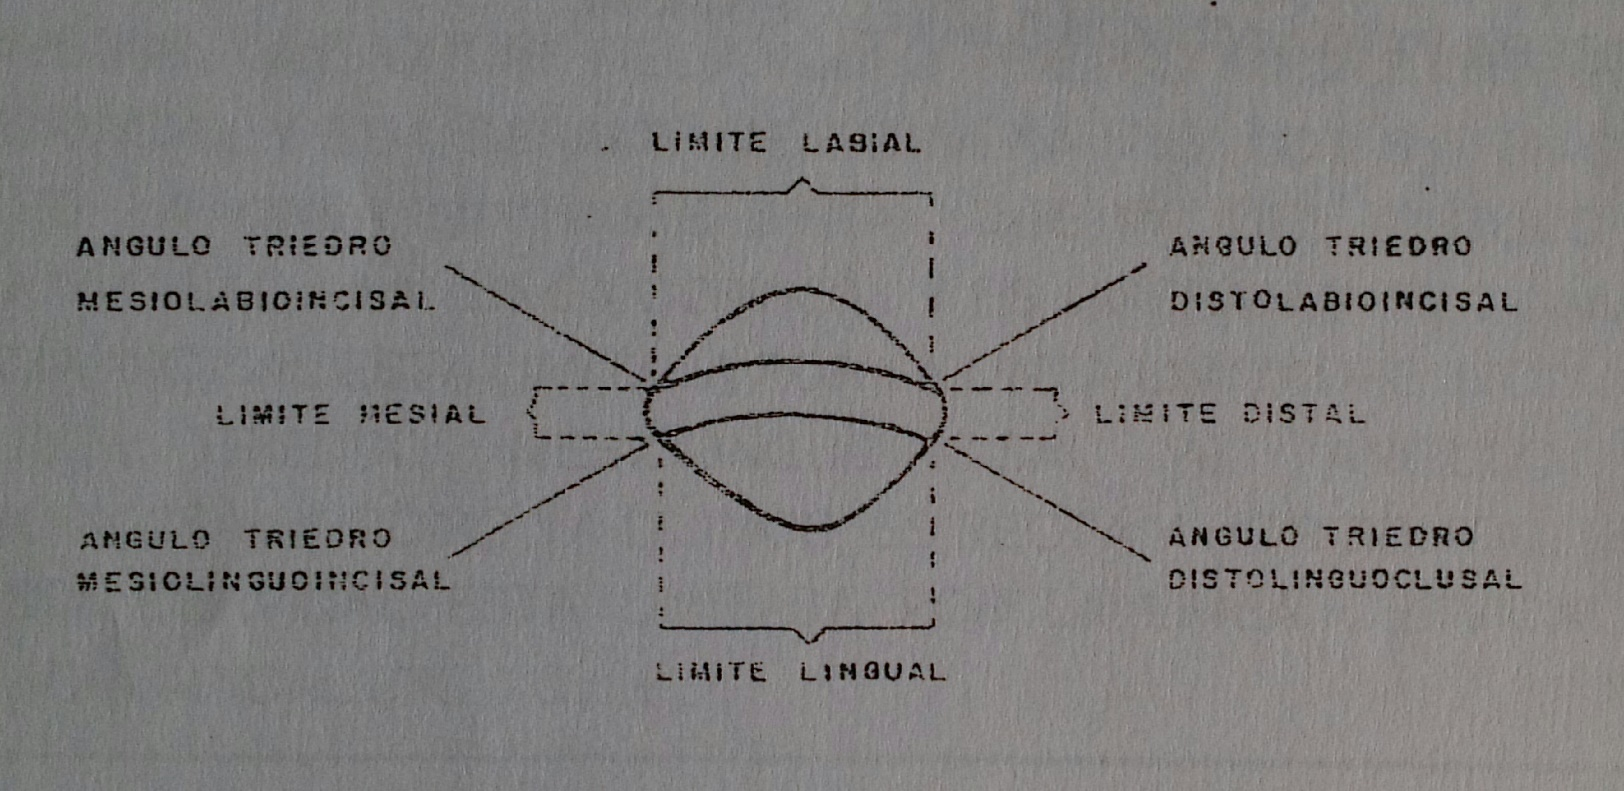 LIMITE LABIAL
ANGULO TRIEDRO
MESIOLABIOINCISAL
ANGULO TRIEDRO
DISTOLABIOINCISAL
LIMITE MESIAL
LIMITE DISTAL
ANGULO TRIEDRO
MESIOLINGUOINCISAL
ANGULO TRIEDRO
DISTOLINGUOCLUSAL
LIMITE LINGUAL